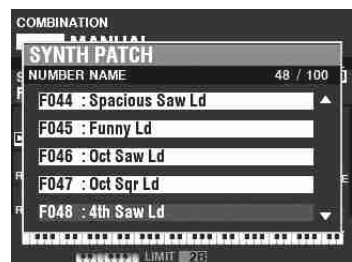 COMBINATION
SYNTH PATCH
NUMBER NAME 48 / 100
F044 : Spacious Saw Ld
F045 : Funny Ld
F046 : Oct Saw Ld
F047 : Oct Sqr Ld
F048 : 4th Saw Ld
LIMIT 28